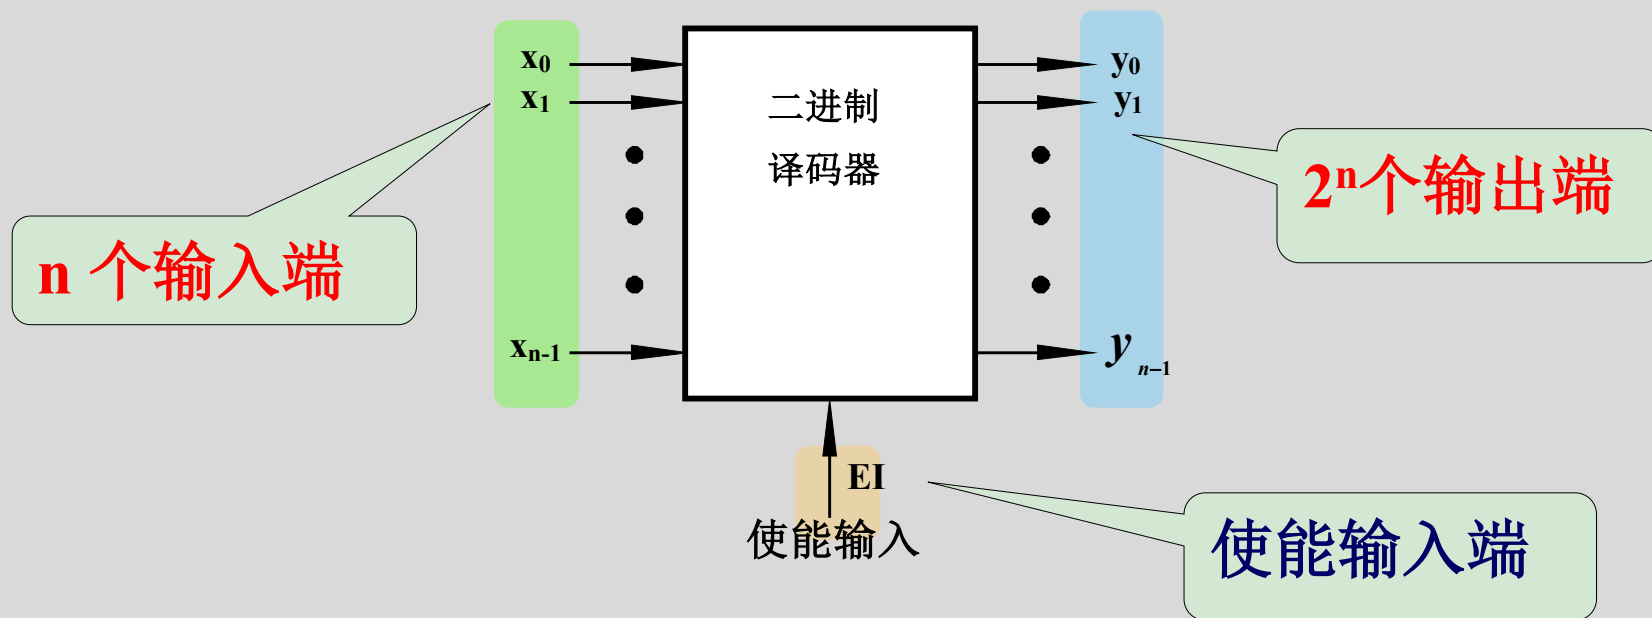 x₀
x₁
n 个输入端
xₙ₋₁
二进制
译码器
y₀
y₁
2ⁿ个输出端
yₙ₋₁
EI
使能输入
使能输入端